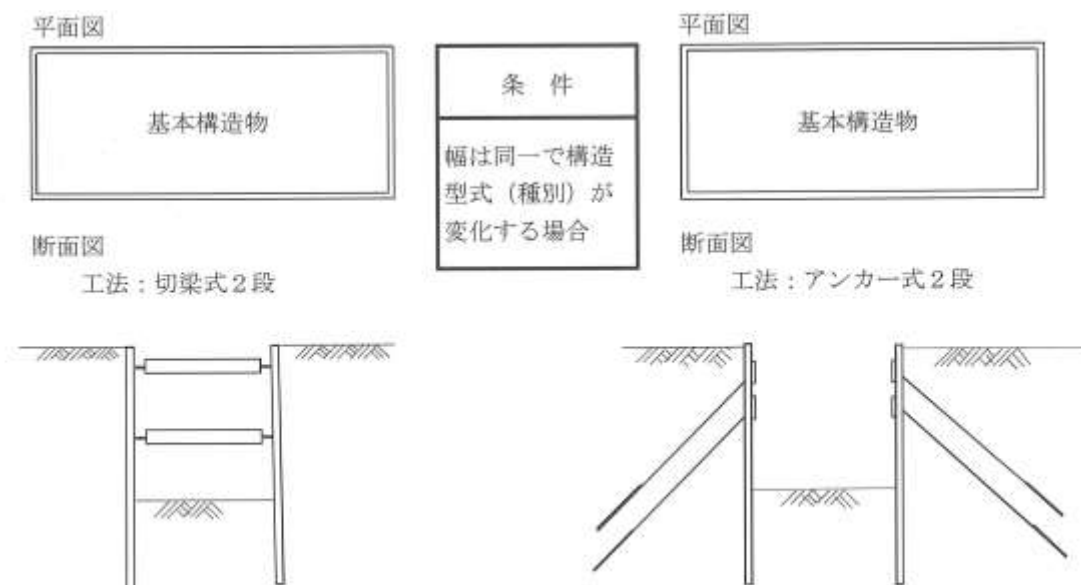 平面図
基本構造物
断面図
工法：切梁式２段
条　件
幅は同一で構造
型式（種別）が
変化する場合
平面図
基本構造物
断面図
工法：アンカー式２段